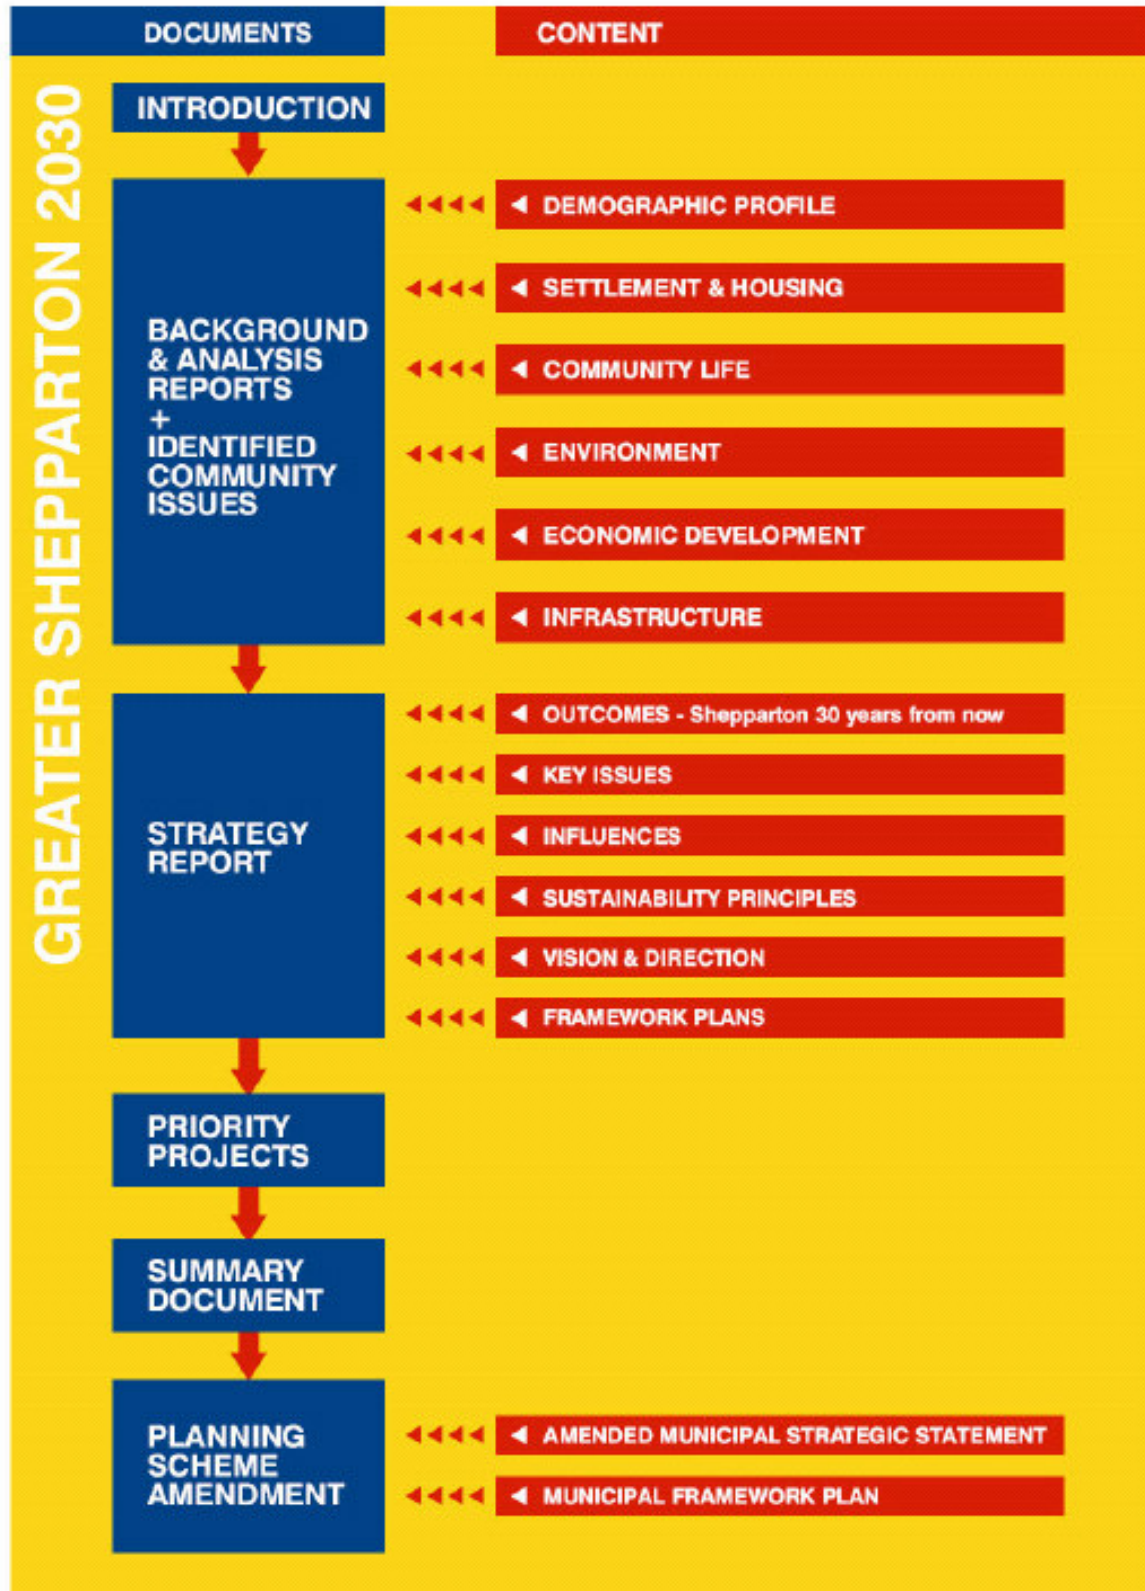 DOCUMENTS
CONTENT
GREATER SHEPPARTON 2030
INTRODUCTION
BACKGROUND
& ANALYSIS
REPORTS
+
IDENTIFIED
COMMUNITY
ISSUES
DEMOGRAPHIC PROFILE
SETTLEMENT & HOUSING
COMMUNITY LIFE
ENVIRONMENT
ECONOMIC DEVELOPMENT
INFRASTRUCTURE
STRATEGY
REPORT
OUTCOMES - Shepparton 30 years from now
KEY ISSUES
INFLUENCES
SUSTAINABILITY PRINCIPLES
VISION & DIRECTION
FRAMEWORK PLANS
PRIORITY
PROJECTS
SUMMARY
DOCUMENT
PLANNING
SCHEME
AMENDMENT
AMENDED MUNICIPAL STRATEGIC STATEMENT
MUNICIPAL FRAMEWORK PLAN